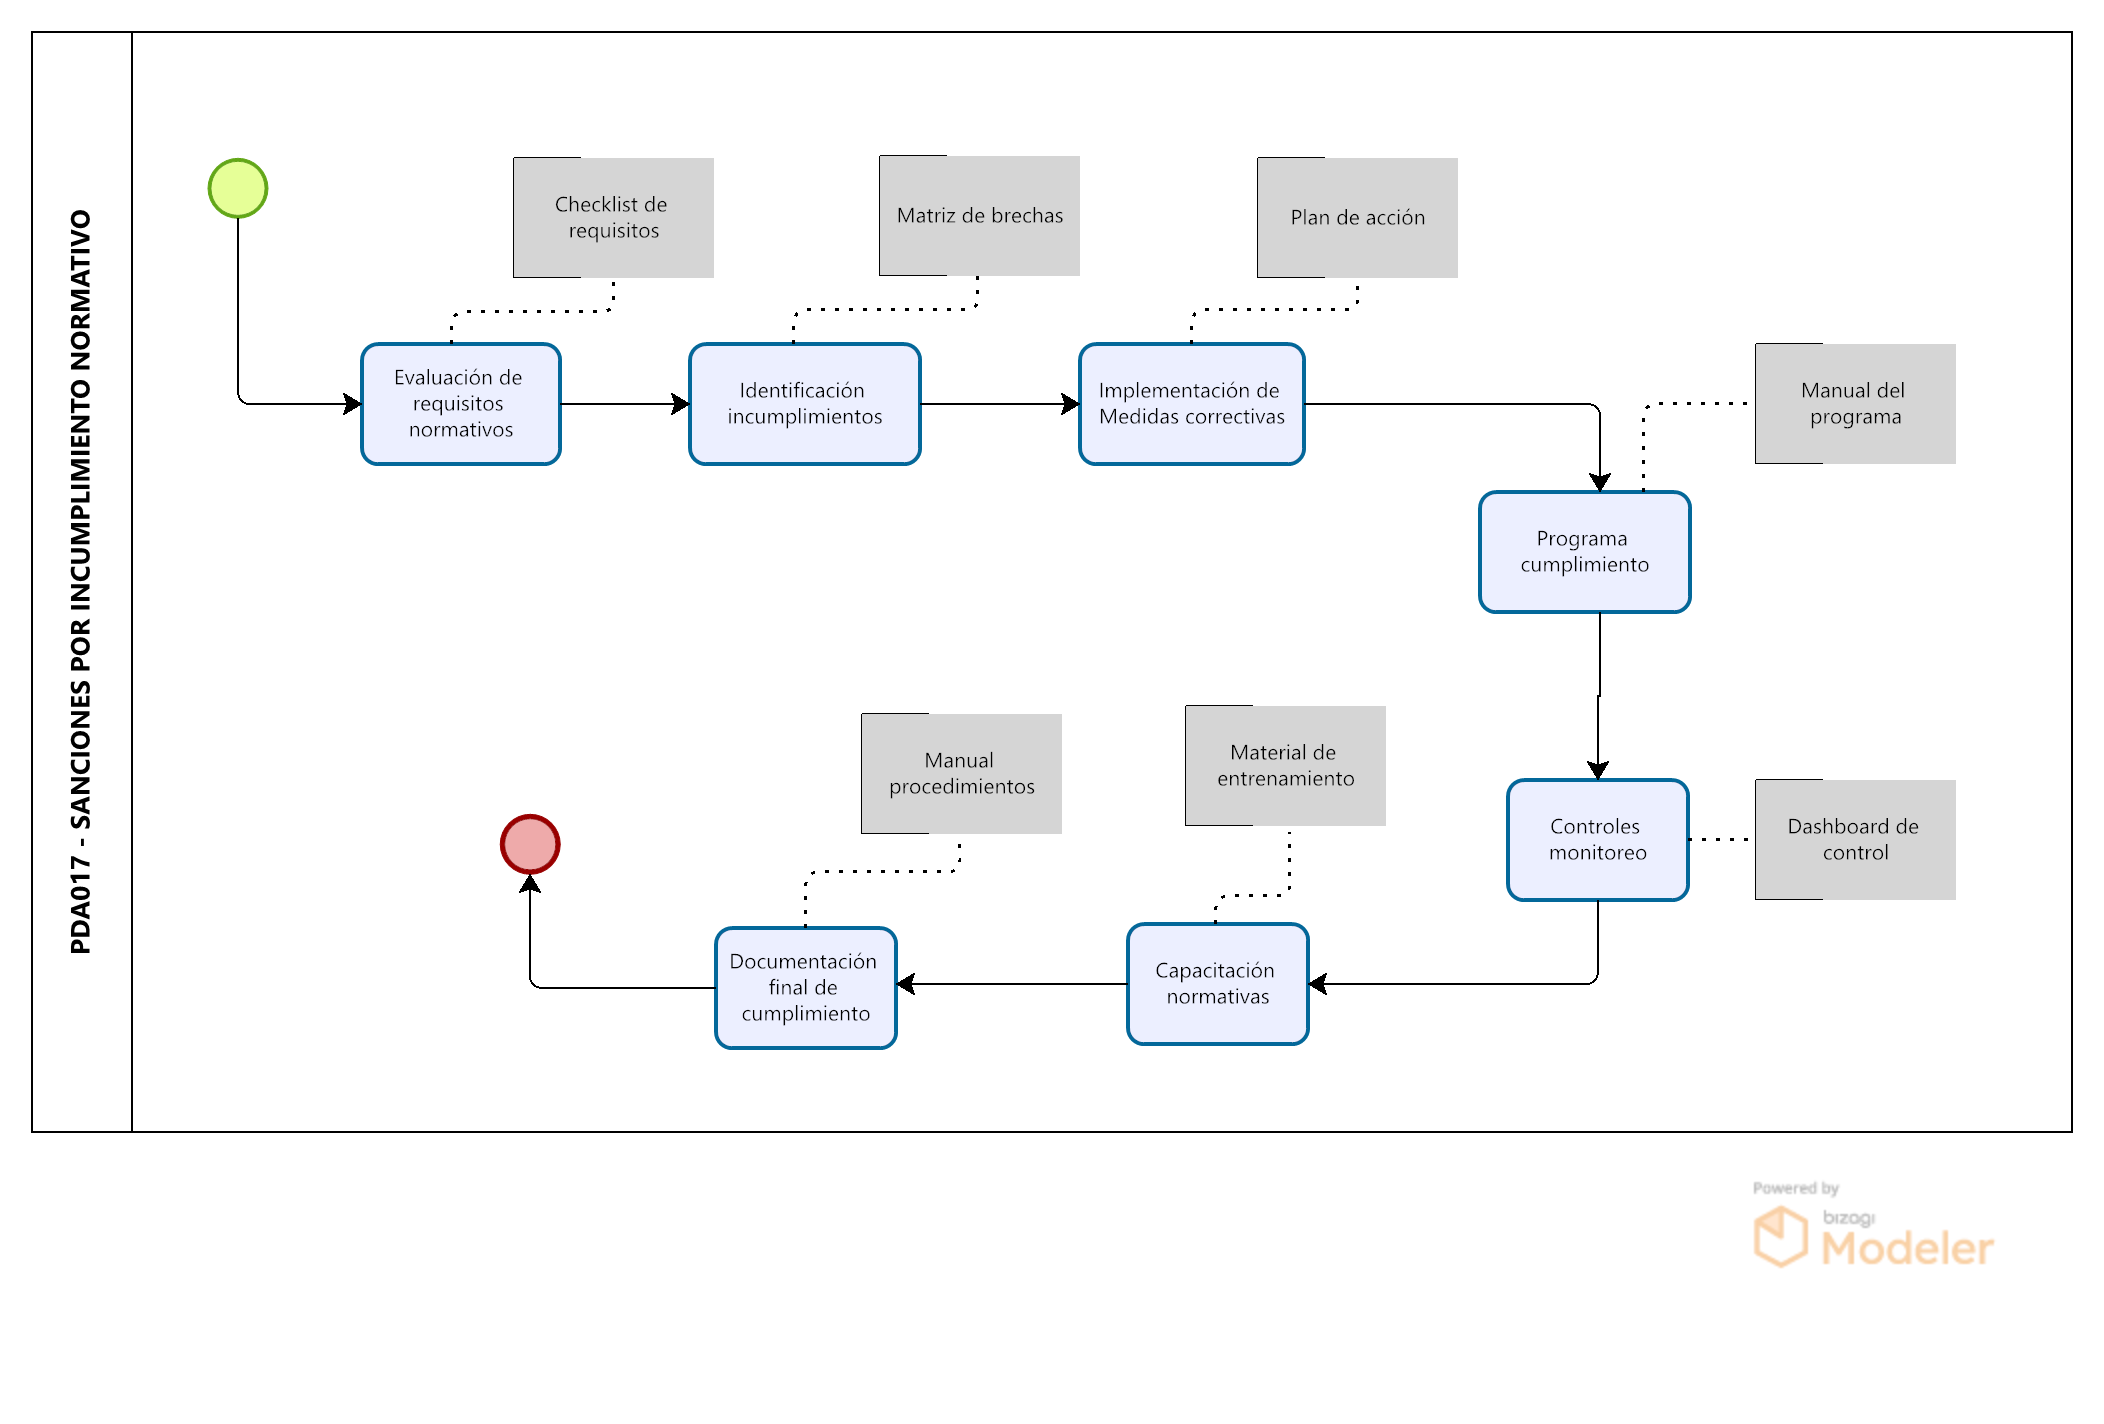 PDA017 - SANCIONES POR INCUMPLIMIENTO NORMATIVO
Checklist de
requisitos
Matriz de brechas
Plan de acción
Evaluación de
requisitos
normativos
Identificación
incumplimientos
Implementación de
Medidas correctivas
Manual del
programa
Programa
cumplimiento
Controles
monitoreo
Dashboard de
control
Material de
entrenamiento
Manual
procedimientos
Capacitación
normativas
Documentación
final de
cumplimiento
Powered by
bizagi
Modeler